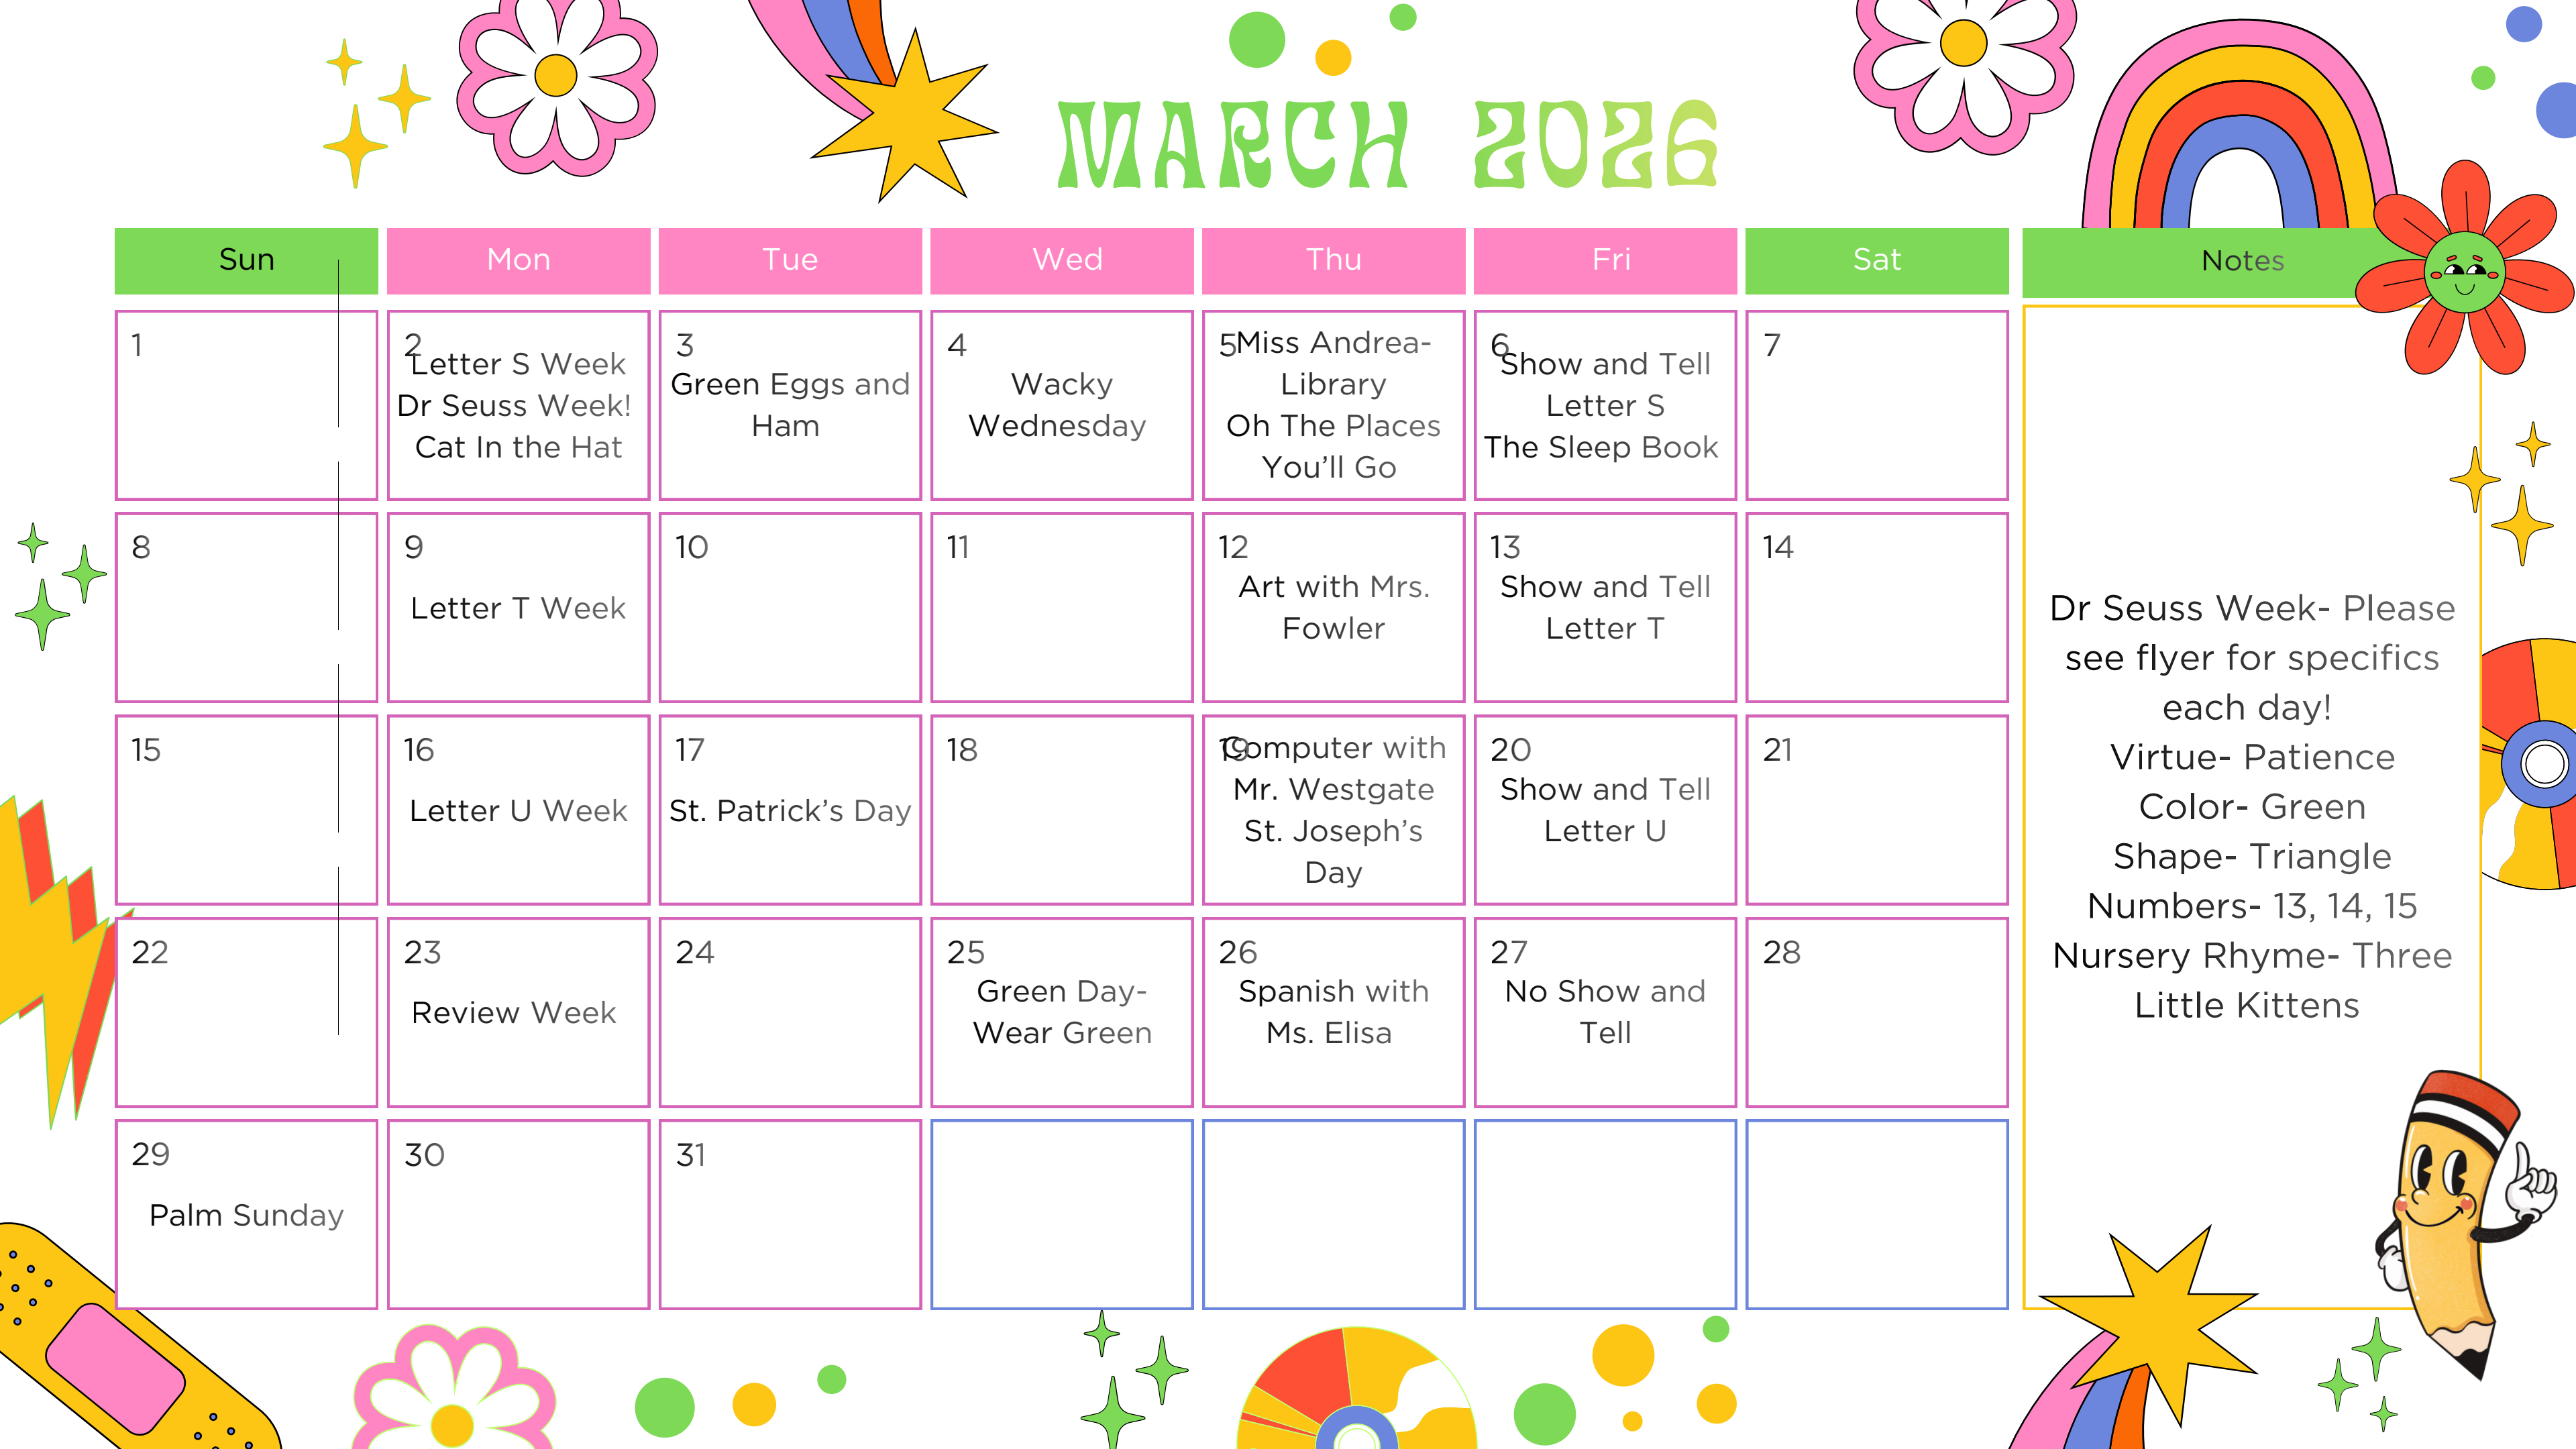 MARCH 2026
Sun Mon Tue Wed Thu Fri Sat Notes
1
2
Letter S Week
Dr Seuss Week!
Cat In the Hat
3
Green Eggs and
Ham
4
Wacky
Wednesday
5
Miss Andrea-
Library
Oh The Places
You'll Go
6
Show and Tell
Letter S
The Sleep Book
7
8
9
Letter T Week
10
11
12
Art with Mrs.
Fowler
13
Show and Tell
Letter T
14
15
16
Letter U Week
17
St. Patrick's Day
18
19
Computer with
Mr. Westgate
St. Joseph's
Day
20
Show and Tell
Letter U
21
22
23
Review Week
24
25
Green Day-
Wear Green
26
Spanish with
Ms. Elisa
27
No Show and
Tell
28
29
Palm Sunday
30
31
Dr Seuss Week- Please
see flyer for specifics
each day!
Virtue- Patience
Color- Green
Shape- Triangle
Numbers- 13, 14, 15
Nursery Rhyme- Three
Little Kittens